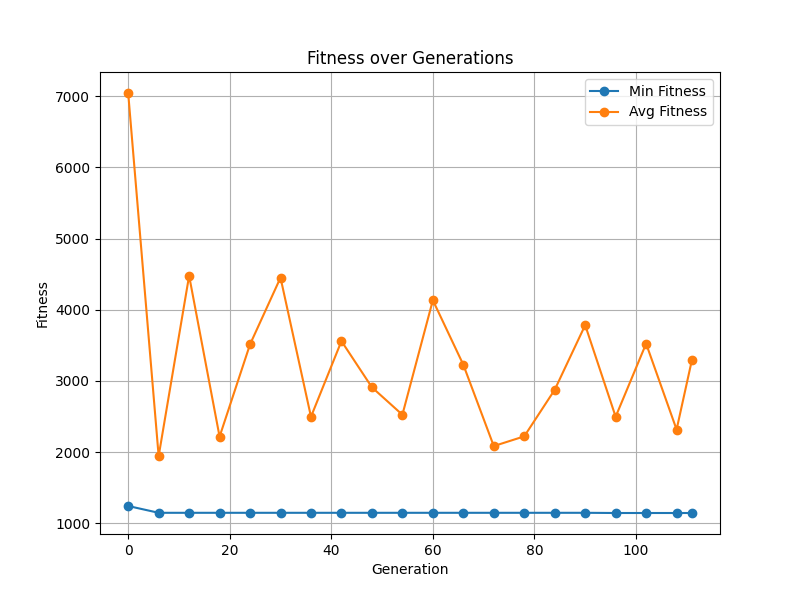 Fitness over Generations
Min Fitness
Avg Fitness
7000
6000
5000
4000
3000
2000
1000
Fitness
0 20 40 60 80 100
Generation